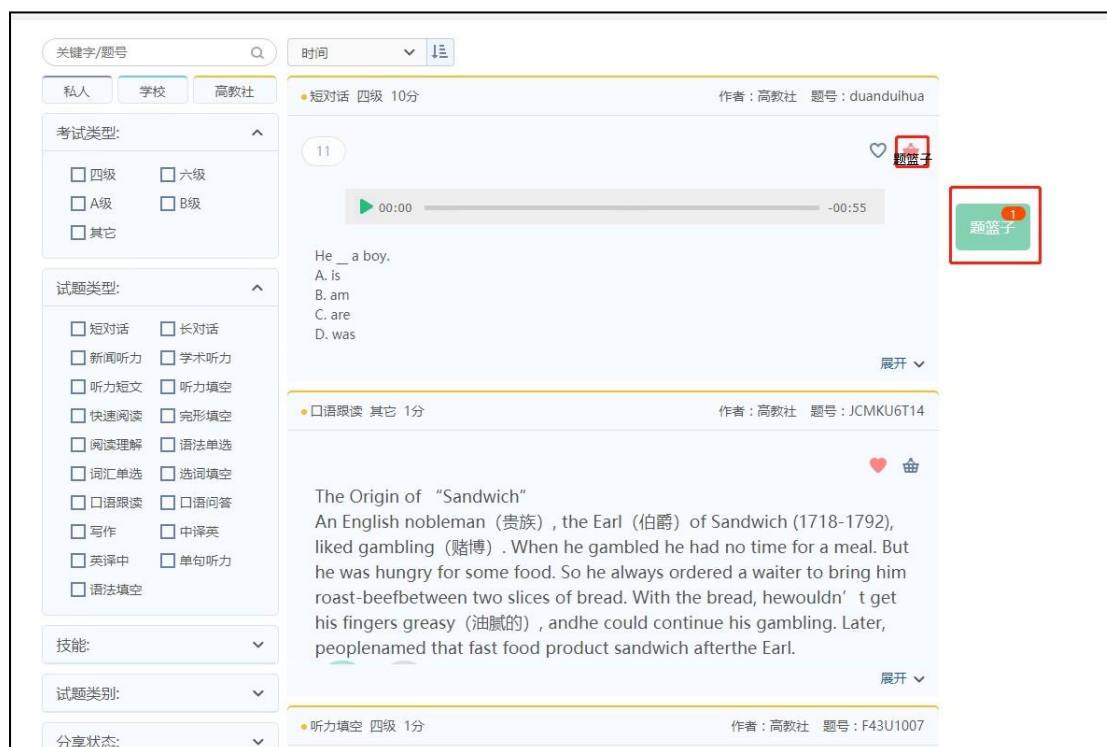 关键字/题号
时间
私人 学校 高教社
短对话 四级 10分 作者：高教社 题号：duanduihua
考试类型:
11
题篮子
四级 六级
A级 B级
其它
00:00 -00:55
题篮子 1
He __ a boy.
A. is
B. am
C. are
D. was
展开
试题类型:
短对话 长对话
新闻听力 学术听力
听力短文 听力填空
快速阅读 完形填空
阅读理解 语法单选
词汇单选 选词填空
口语跟读 口语问答
写作 中译英
英译中 单句听力
语法填空
口语跟读 其它 1分 作者：高教社 题号：JCMKU6T14
The Origin of “Sandwich”
An English nobleman（贵族）, the Earl（伯爵）of Sandwich (1718-1792),
liked gambling（赌博）. When he gambled he had no time for a meal. But
he was hungry for some food. So he always ordered a waiter to bring him
roast-beefbetween two slices of bread. With the bread, hewouldn’t get
his fingers greasy（油腻的）, andhe could continue his gambling. Later,
peoplenamed that fast food product sandwich afterthe Earl.
展开
技能:
试题类别:
分享状态:
听力填空 四级 1分 作者：高教社 题号：F43U1007